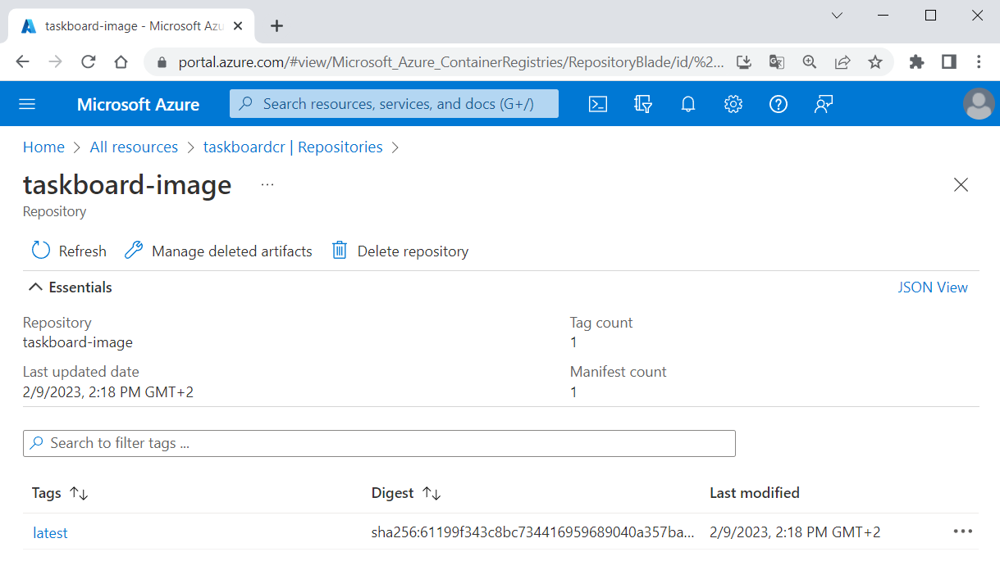 taskboard-image - Microsoft Azu
portal.azure.com/#view/Microsoft_Azure_ContainerRegistries/RepositoryBlade/id/%2...
Microsoft Azure
Search resources, services, and docs (G+/)
Home > All resources > taskboardcr | Repositories >
taskboard-image ...
Repository
Refresh Manage deleted artifacts Delete repository
Essentials JSON View
Repository Tag count
taskboard-image 1
Last updated date Manifest count
2/9/2023, 2:18 PM GMT+2 1
Search to filter tags ...
Tags Digest Last modified
latest sha256:61199f343c8bc734416959689040a357ba... 2/9/2023, 2:18 PM GMT+2